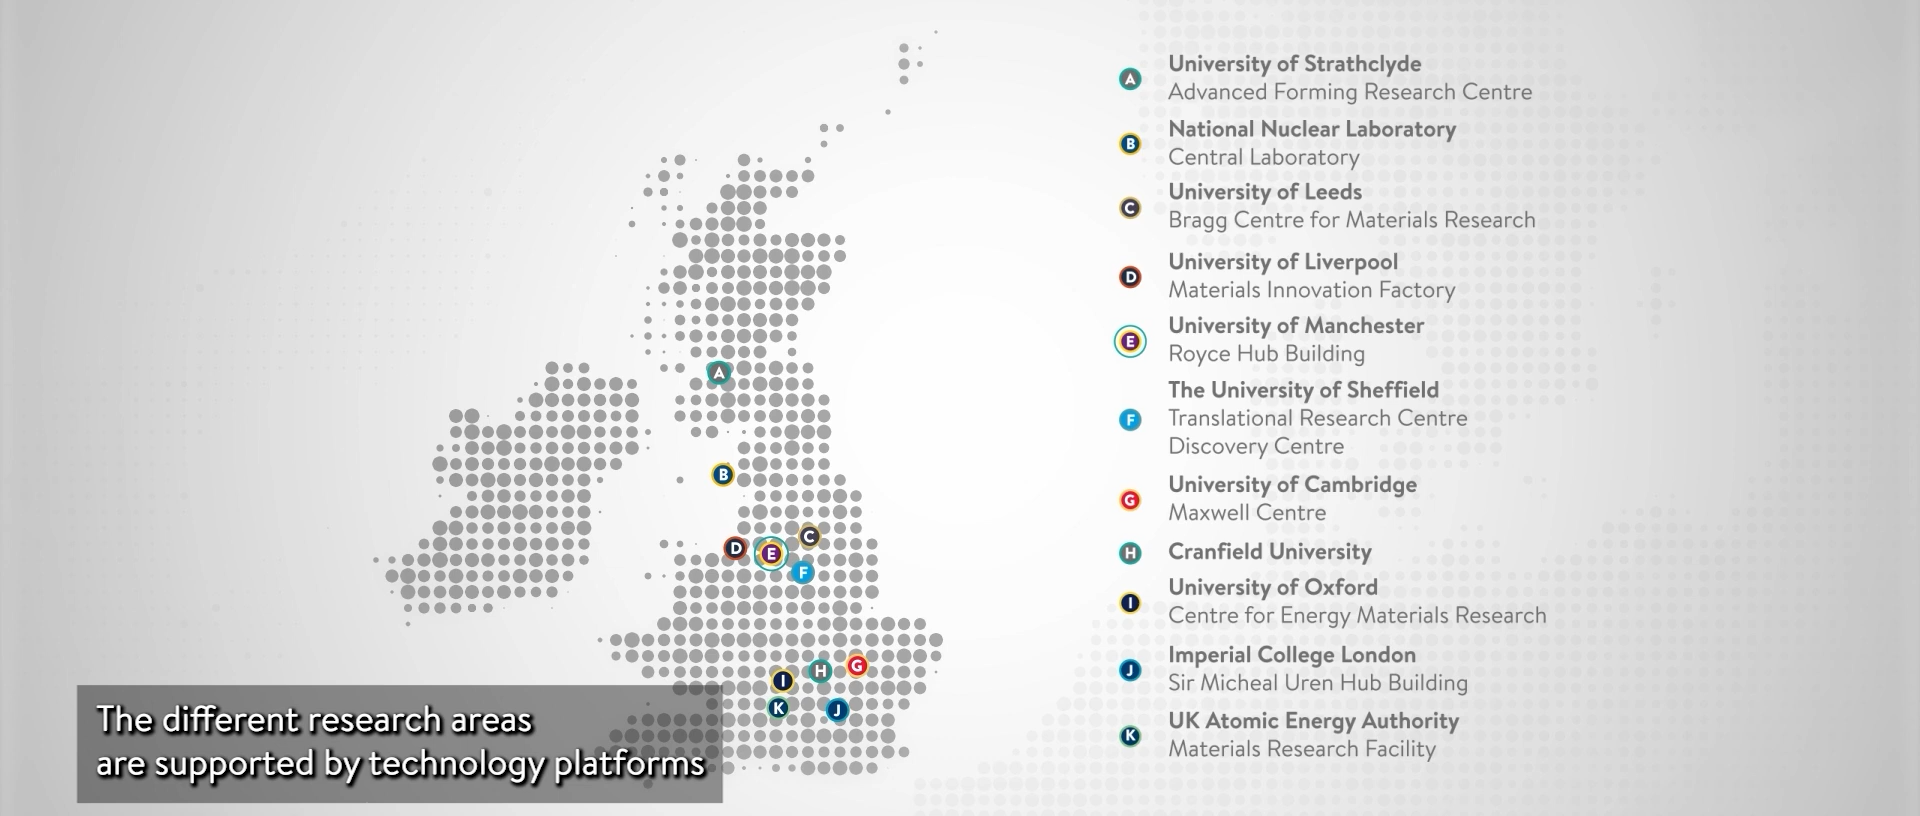 A
University of Strathclyde
Advanced Forming Research Centre
B
National Nuclear Laboratory
Central Laboratory
C
University of Leeds
Bragg Centre for Materials Research
D
University of Liverpool
Materials Innovation Factory
E
University of Manchester
Royce Hub Building
F
The University of Sheffield
Translational Research Centre
Discovery Centre
G
University of Cambridge
Maxwell Centre
H
Cranfield University
I
University of Oxford
Centre for Energy Materials Research
J
Imperial College London
Sir Micheal Uren Hub Building
K
UK Atomic Energy Authority
Materials Research Facility
A
B
C
D
E
F
G
H
I
K
J
The different research areas
are supported by technology platforms